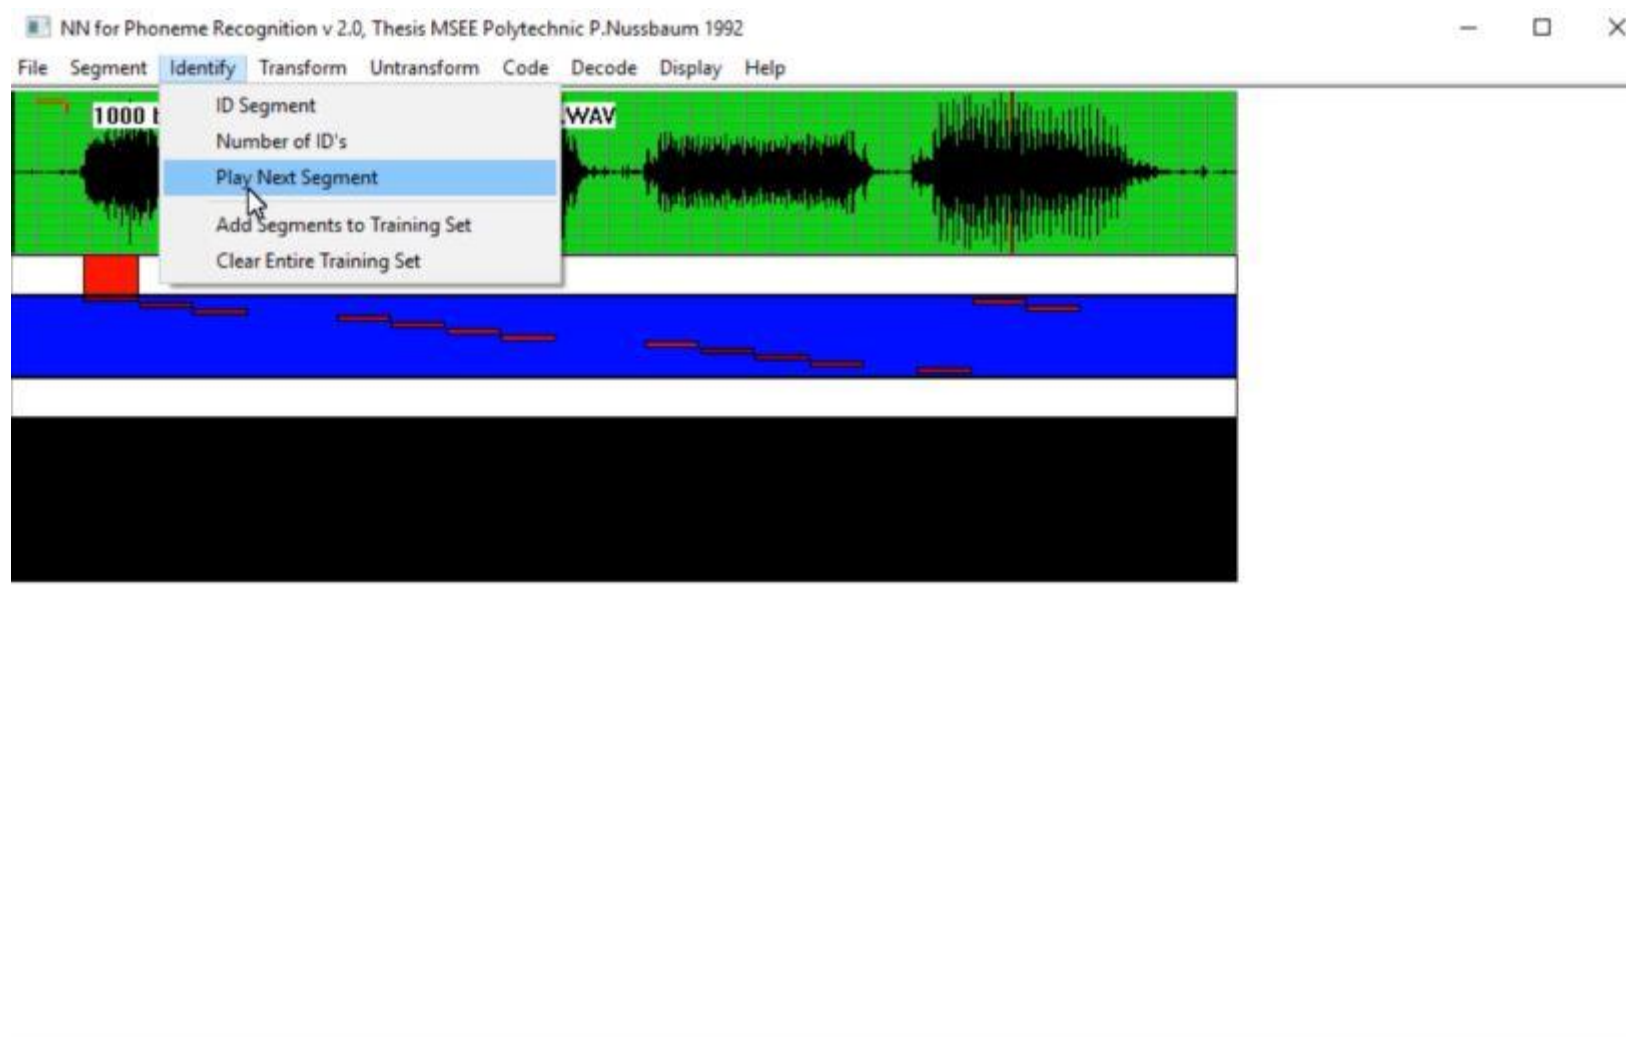 NN for Phoneme Recognition v 2.0, Thesis MSEE Polytechnic P.Nussbaum 1992
File Segment Identify Transform Untransform Code Decode Display Help
ID Segment
1000 .WAV
Number of ID's
Play Next Segment
Add Segments to Training Set
Clear Entire Training Set